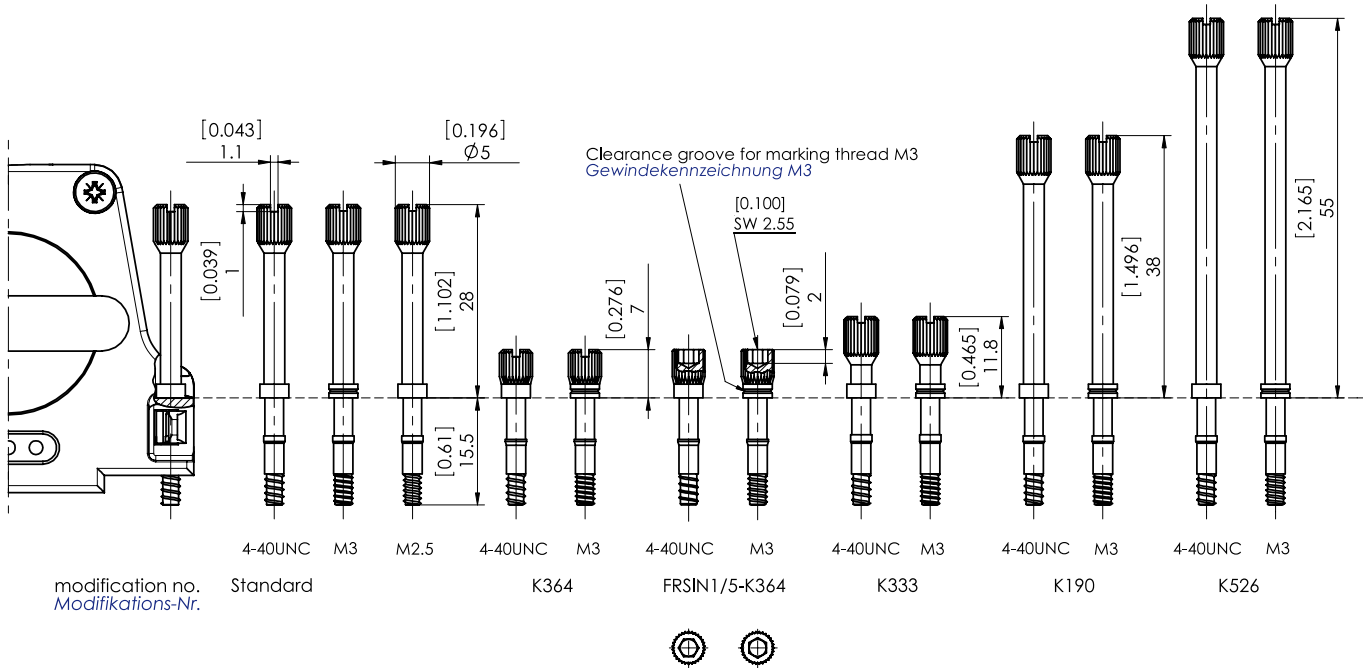 [0.043]
1.1
[0.196]
Ø5
[0.039]
1
[1.102]
28
[0.61]
15.5
[0.276]
7
Clearance groove for marking thread M3
Gewindekennzeichnung M3
[0.100]
SW 2.55
[0.079]
2
[0.465]
11.8
[1.496]
38
[2.165]
55
4-40UNC M3 M2.5 4-40UNC M3 4-40UNC M3 4-40UNC M3 4-40UNC M3 4-40UNC M3
modification no. Standard K364 FRSIN1/5-K364 K333 K190 K526
Modifikations-Nr.